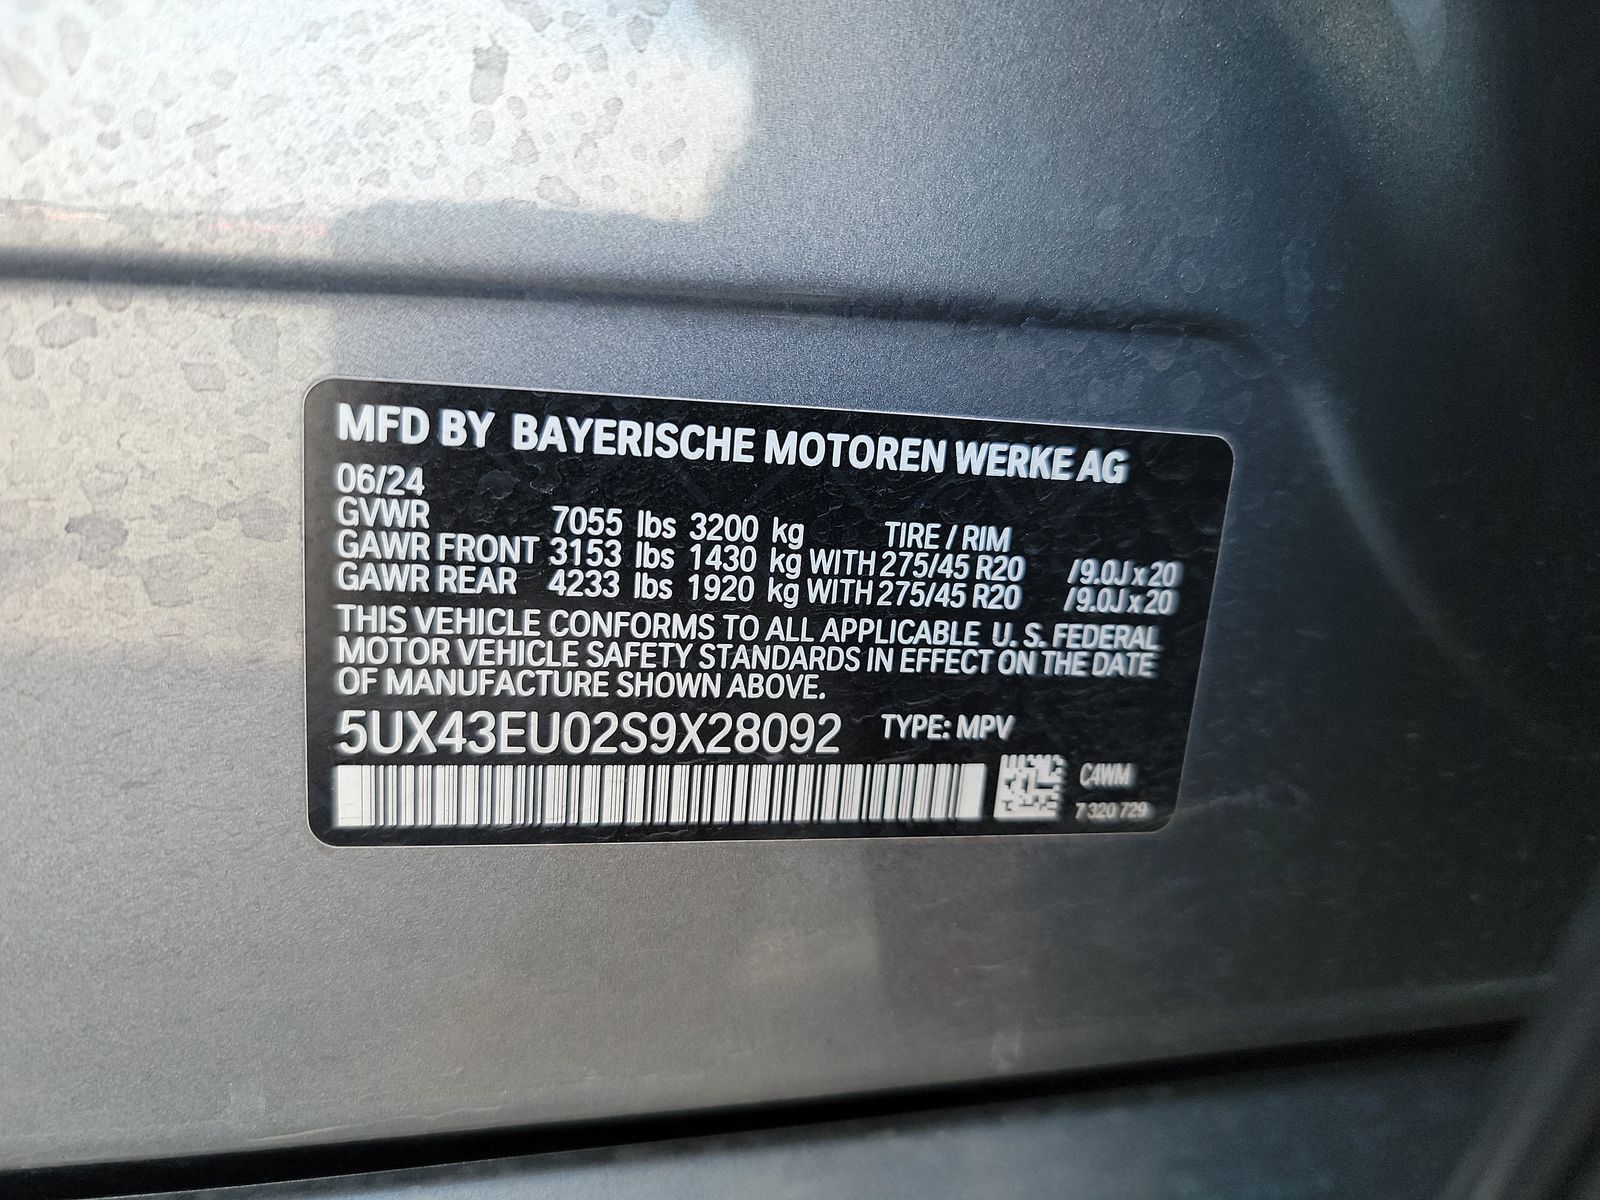 MFD BY BAYERISCHE MOTOREN WERKE AG
06/24
GVWR 7055 lbs 3200 kg TIRE / RIM
GAWR FRONT 3153 lbs 1430 kg WITH 275/45 R20 /9.0J x 20
GAWR REAR 4233 lbs 1920 kg WITH 275/45 R20 /9.0J x 20
THIS VEHICLE CONFORMS TO ALL APPLICABLE U. S. FEDERAL
MOTOR VEHICLE SAFETY STANDARDS IN EFFECT ON THE DATE
OF MANUFACTURE SHOWN ABOVE.
5UX43EU02S9X28092 TYPE: MPV
C4WM
7 320 729